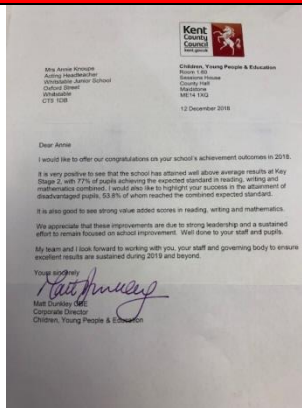 Kent
County
Council
kent.gov.uk
Mrs Annie Knoupe
Acting Headteacher
Whitstable Junior School
Oxford Street
Whitstable
CT5 1DB
Children, Young People & Education
Room 1.60
Sessions House
County Hall
Maidstone
ME14 1XQ
12 December 2018
Dear Annie
I would like to offer our congratulations on your school's achievement outcomes in 2018.
It is very positive to see that the school has attained well above average results at Key
Stage 2, with 77% of pupils achieving the expected standard in reading, writing and
mathematics combined. I would also like to highlight your success in the attainment of
disadvantaged pupils, 53.8% of whom reached the combined expected standard.
It is also good to see strong value added scores in reading, writing and mathematics.
We appreciate that these improvements are due to strong leadership and a sustained
effort to remain focused on school improvement. Well done to your staff and pupils.
My team and I look forward to working with you, your staff and governing body to ensure
excellent results are sustained during 2019 and beyond.
Yours sincerely
Matt Dunkley
Matt Dunkley CBE
Corporate Director
Children, Young People & Education